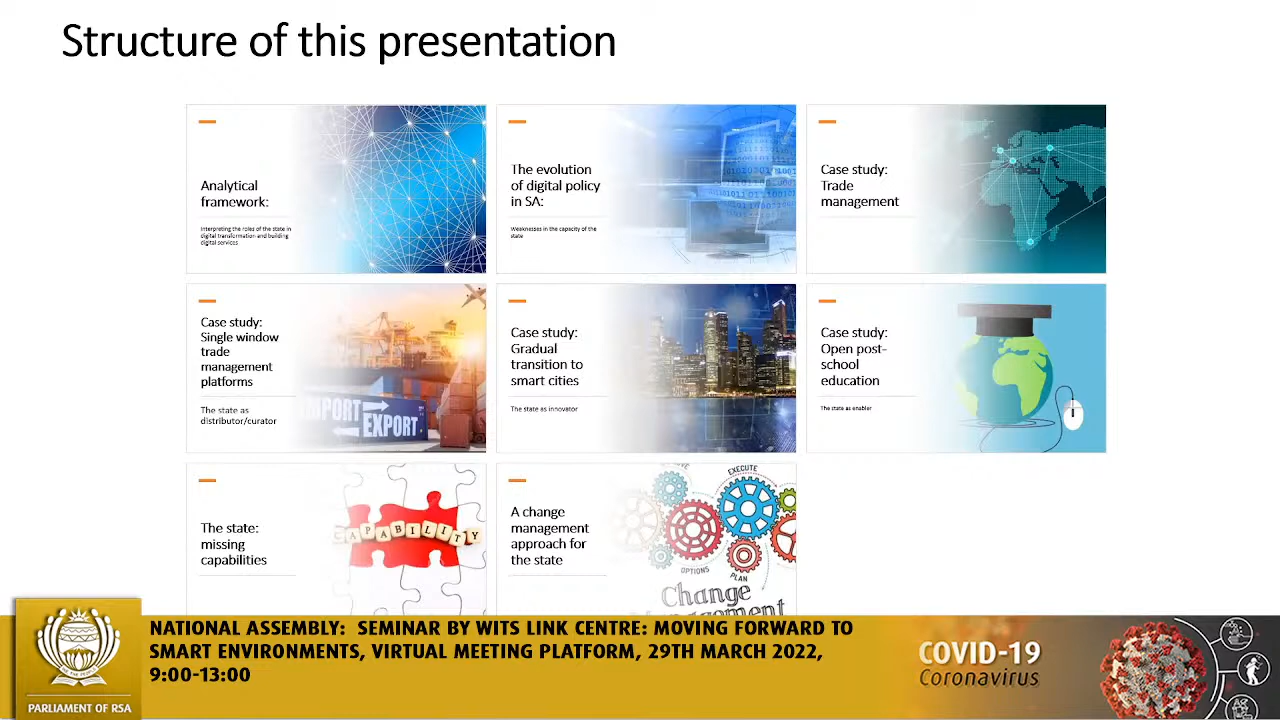 Structure of this presentation
Analytical
framework:
Interpreting the roles of the state in
digital transformation and building
digital services
The evolution
of digital policy
in SA:
Weaknesses in the capacity of the
state
Case study:
Trade
management
Case study:
Single window
trade
management
platforms
The state as
distributor/curator
IMPORT
EXPORT
Case study:
Gradual
transition to
smart cities
The state as innovator
Case study:
Open post-
school
education
The state as enabler
The state:
missing
capabilities
CAPABILITY
A change
management
approach for
the state
EXECUTE
OPTIONS
PLAN
Change
Management
NATIONAL ASSEMBLY: SEMINAR BY WITS LINK CENTRE: MOVING FORWARD TO
SMART ENVIRONMENTS, VIRTUAL MEETING PLATFORM, 29TH MARCH 2022,
9:00-13:00
PARLIAMENT OF RSA
COVID-19
Coronavirus